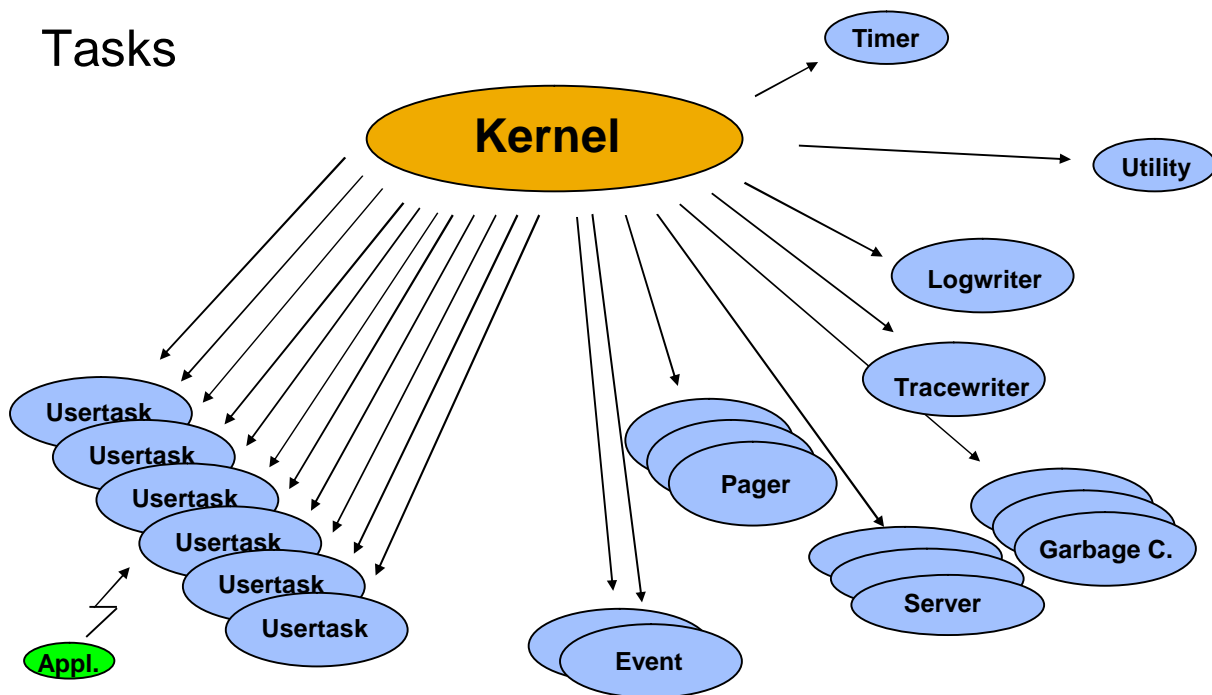 Tasks
Timer
Kernel
Utility
Logwriter
Tracewriter
Usertask
Usertask
Usertask
Usertask
Usertask
Usertask
Pager
Garbage C.
Server
Event
Appl.